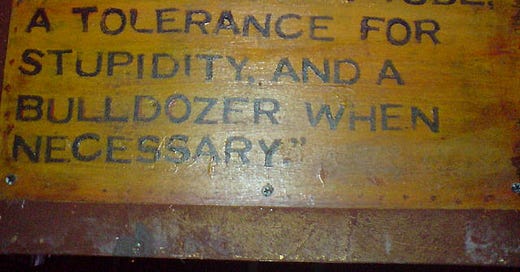 A TOLERANCE FOR
STUPIDITY, AND A
BULLDOZER WHEN
NECESSARY."